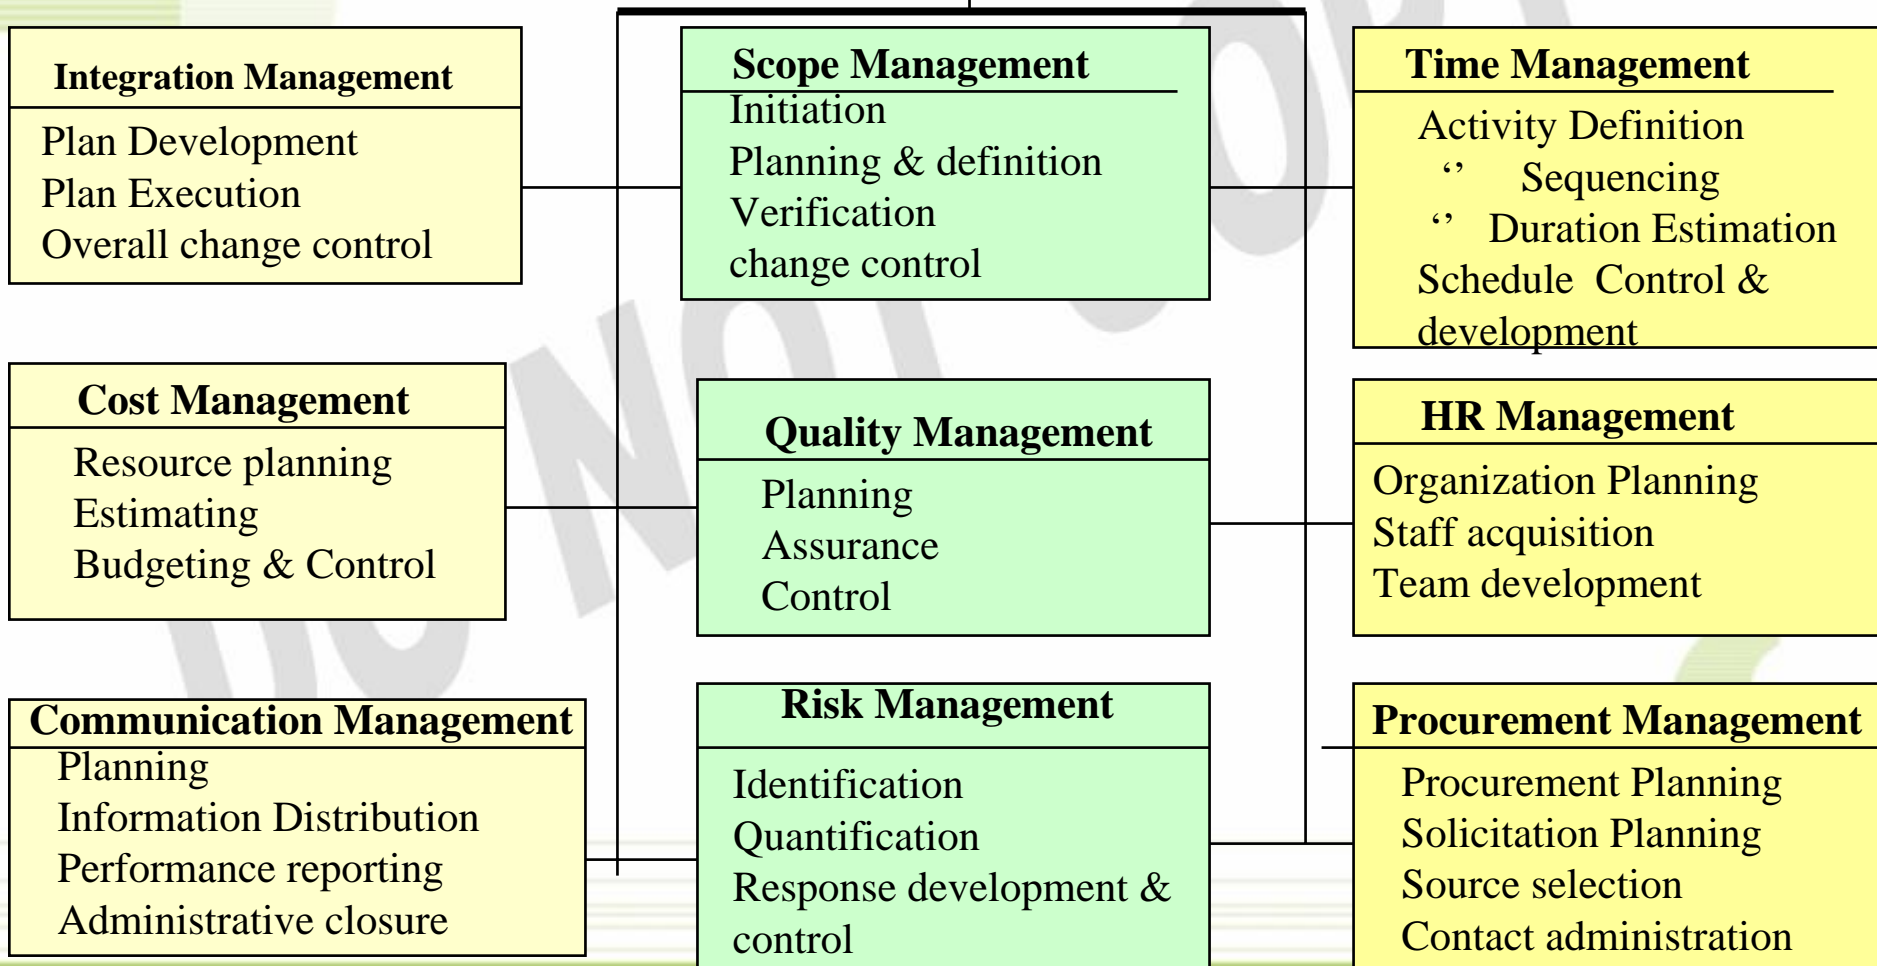 Integration Management
Plan Development
Plan Execution
Overall change control
Scope Management
Initiation
Planning & definition
Verification
change control
Time Management
Activity Definition
‘’ Sequencing
‘’ Duration Estimation
Schedule Control &
development
Cost Management
Resource planning
Estimating
Budgeting & Control
Quality Management
Planning
Assurance
Control
HR Management
Organization Planning
Staff acquisition
Team development
Communication Management
Planning
Information Distribution
Performance reporting
Administrative closure
Risk Management
Identification
Quantification
Response development &
control
Procurement Management
Procurement Planning
Solicitation Planning
Source selection
Contact administration
DO NOT COPY